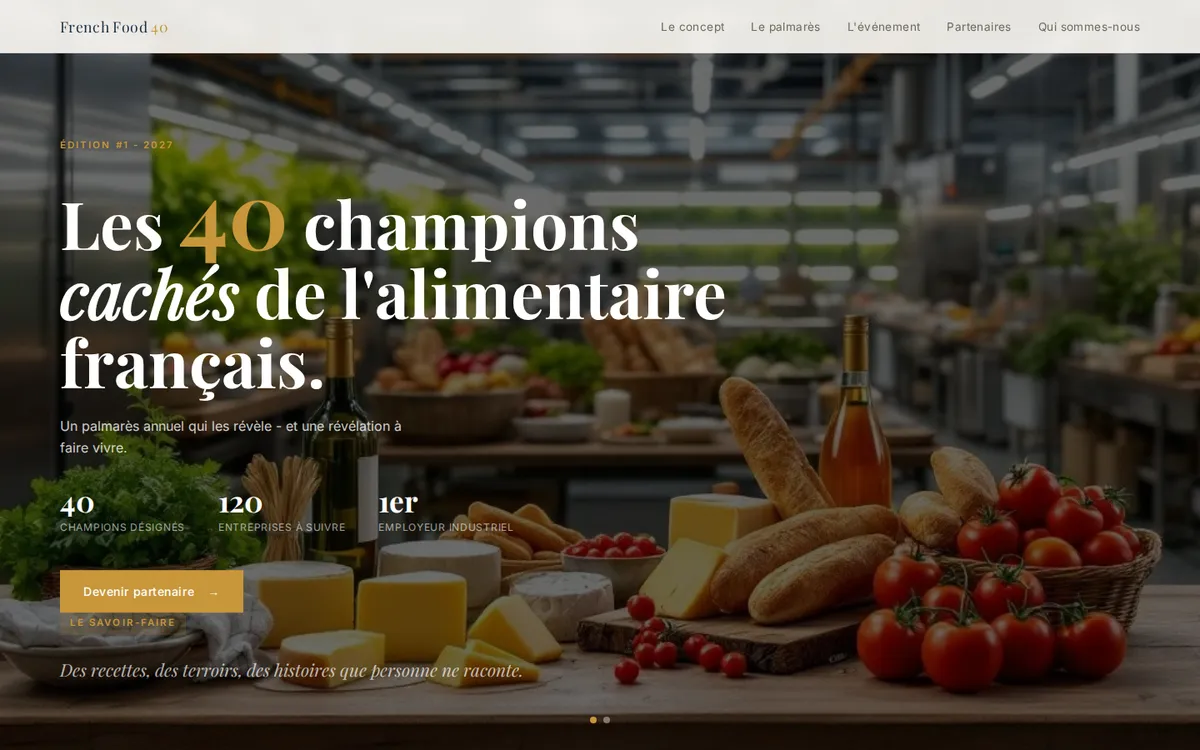 French Food 40
Le concept
Le palmarès
L'événement
Partenaires
Qui sommes-nous
ÉDITION #1 - 2027
Les 40 champions
cachés de l'alimentaire
français.
Un palmarès annuel qui les révèle - et une révélation à
faire vivre.
40
CHAMPIONS DÉSIGNÉS
120
ENTREPRISES À SUIVRE
1er
EMPLOYEUR INDUSTRIEL
Devenir partenaire →
LE SAVOIR-FAIRE
Des recettes, des terroirs, des histoires que personne ne raconte.